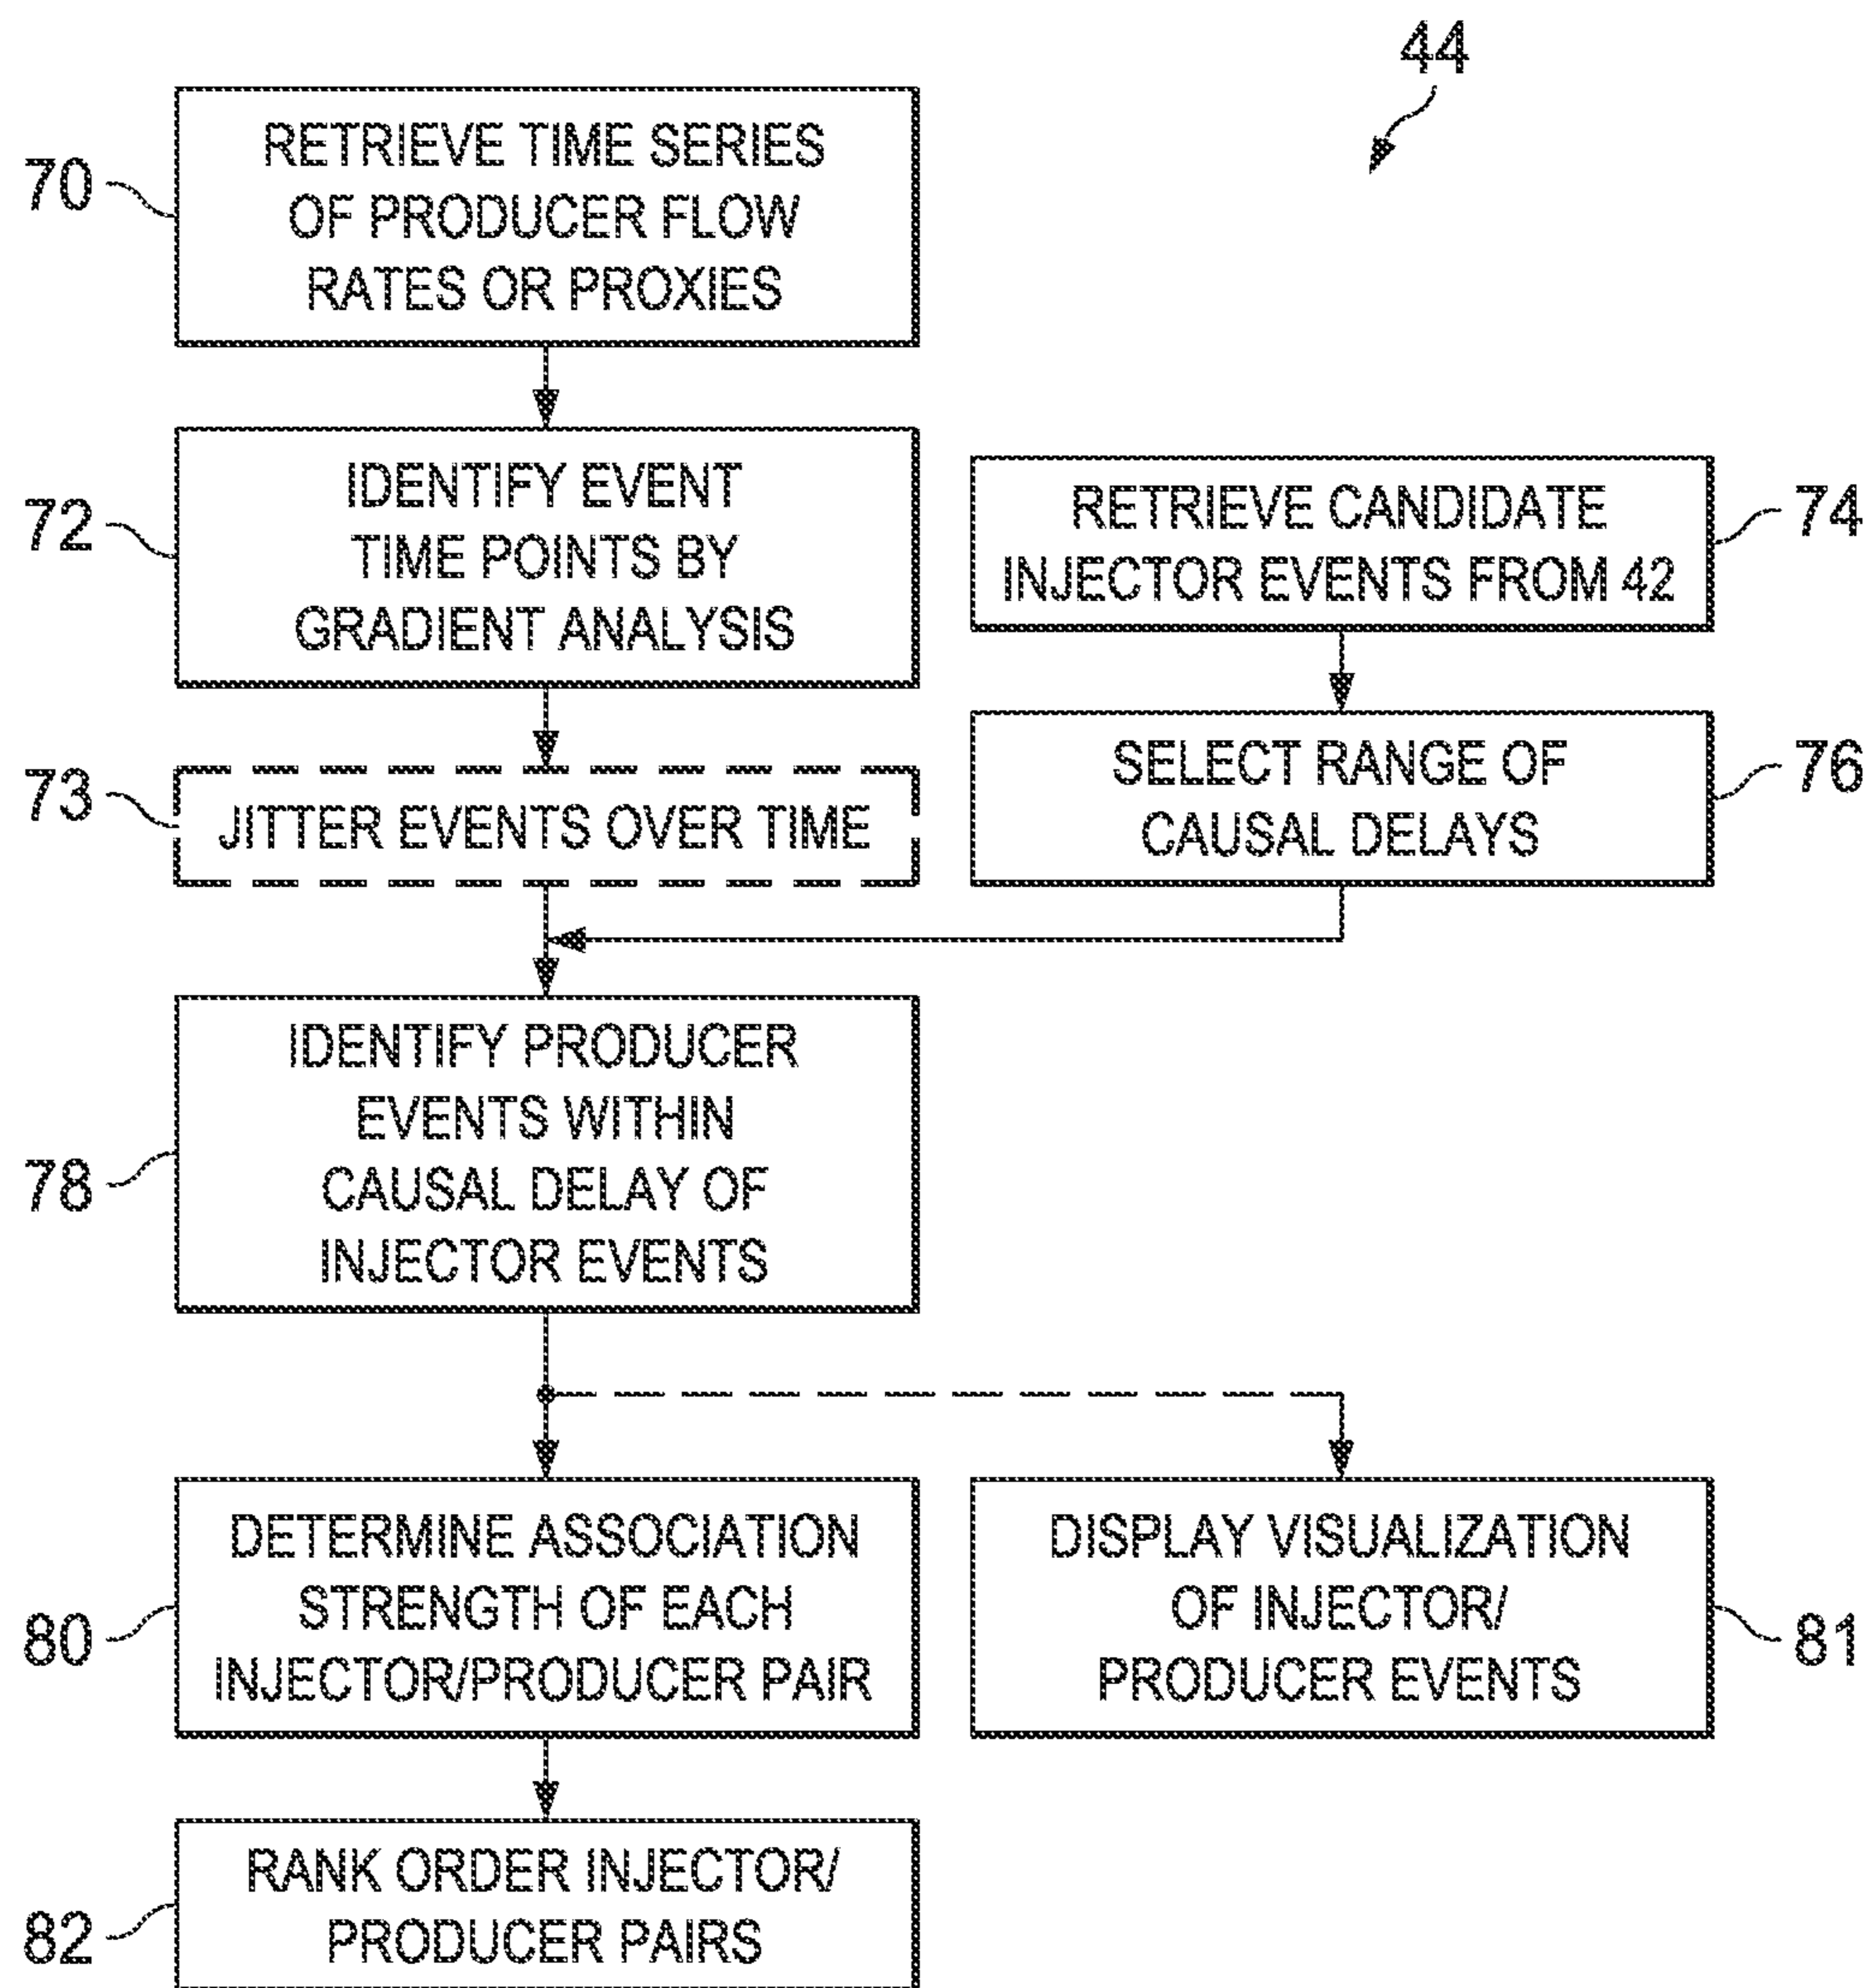 44
70
RETRIEVE TIME SERIES
OF PRODUCER FLOW
RATES OR PROXIES
72
IDENTIFY EVENT
TIME POINTS BY
GRADIENT ANALYSIS
RETRIEVE CANDIDATE
INJECTOR EVENTS FROM 42
74
73
JITTER EVENTS OVER TIME
SELECT RANGE OF
CAUSAL DELAYS
76
78
IDENTIFY PRODUCER
EVENTS WITHIN
CAUSAL DELAY OF
INJECTOR EVENTS
80
DETERMINE ASSOCIATION
STRENGTH OF EACH
INJECTOR/PRODUCER PAIR
DISPLAY VISUALIZATION
OF INJECTOR/
PRODUCER EVENTS
81
82
RANK ORDER INJECTOR/
PRODUCER PAIRS